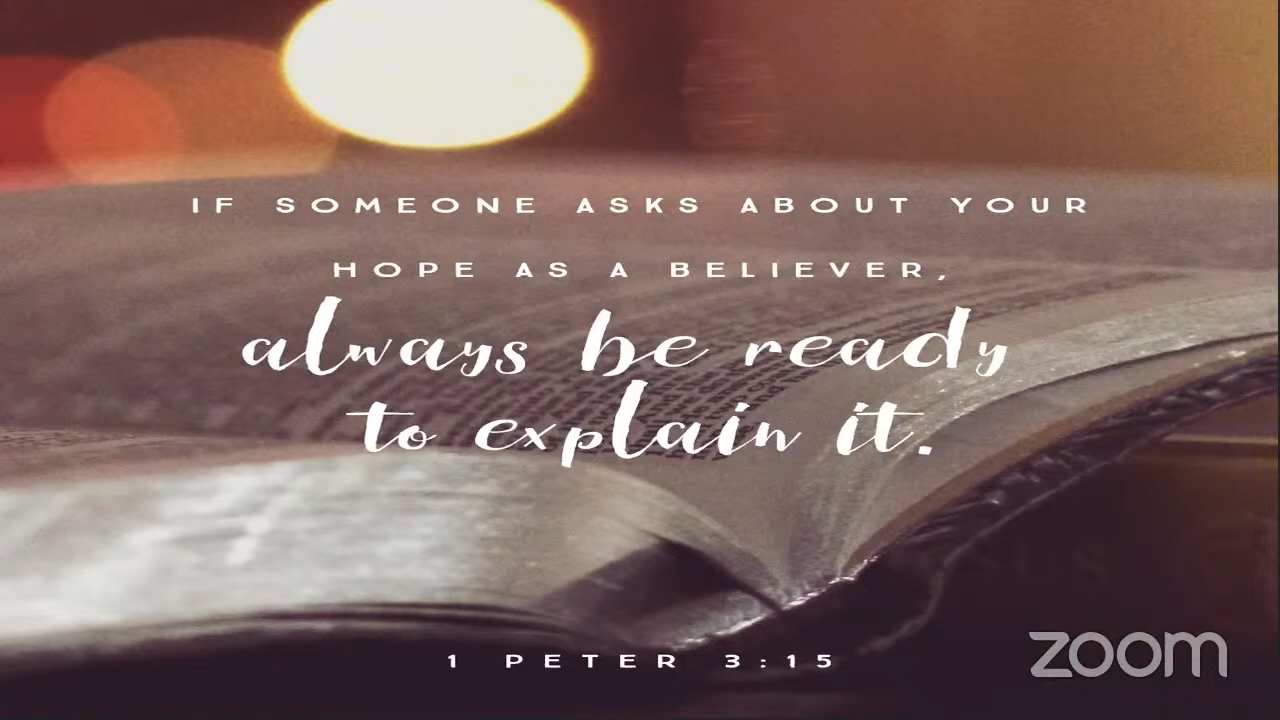 IF SOMEONE ASKS ABOUT YOUR
HOPE AS A BELIEVER,
always be ready
to explain it.
1 PETER 3:15
zoom